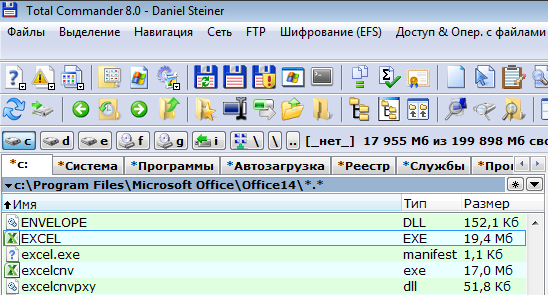 Total Commander 8.0 - Daniel Steiner
Файлы Выделение Навигация Сеть FTP Шифрование (EFS) Доступ & Опер. с файлами
c d e f g i \ \ .. [_нет_] 17 955 Мб из 199 898 Мб сво
*c: *Система *Программы *Автозагрузка *Реестр *Службы *Про
c:\Program Files\Microsoft Office\Office14\*.* *
Имя Тип Размер
ENVELOPE DLL 152,1 Кб
EXCEL EXE 19,4 Мб
excel.exe manifest 1,1 Кб
excelcnv exe 17,0 Мб
excelcnvpxy dll 51,8 Кб